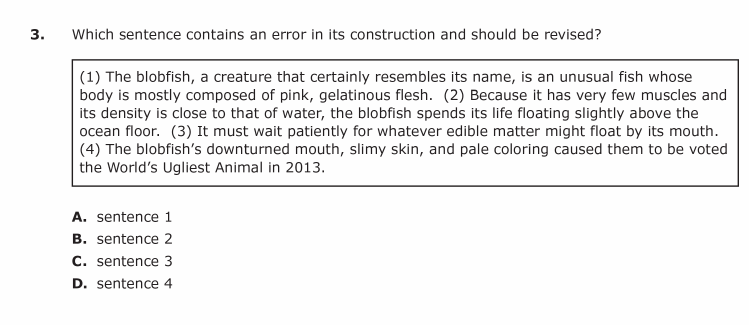 3. Which sentence contains an error in its construction and should be revised?
(1) The blobfish, a creature that certainly resembles its name, is an unusual fish whose
body is mostly composed of pink, gelatinous flesh. (2) Because it has very few muscles and
its density is close to that of water, the blobfish spends its life floating slightly above the
ocean floor. (3) It must wait patiently for whatever edible matter might float by its mouth.
(4) The blobfish's downturned mouth, slimy skin, and pale coloring caused them to be voted
the World's Ugliest Animal in 2013.
A. sentence 1
B. sentence 2
C. sentence 3
D. sentence 4